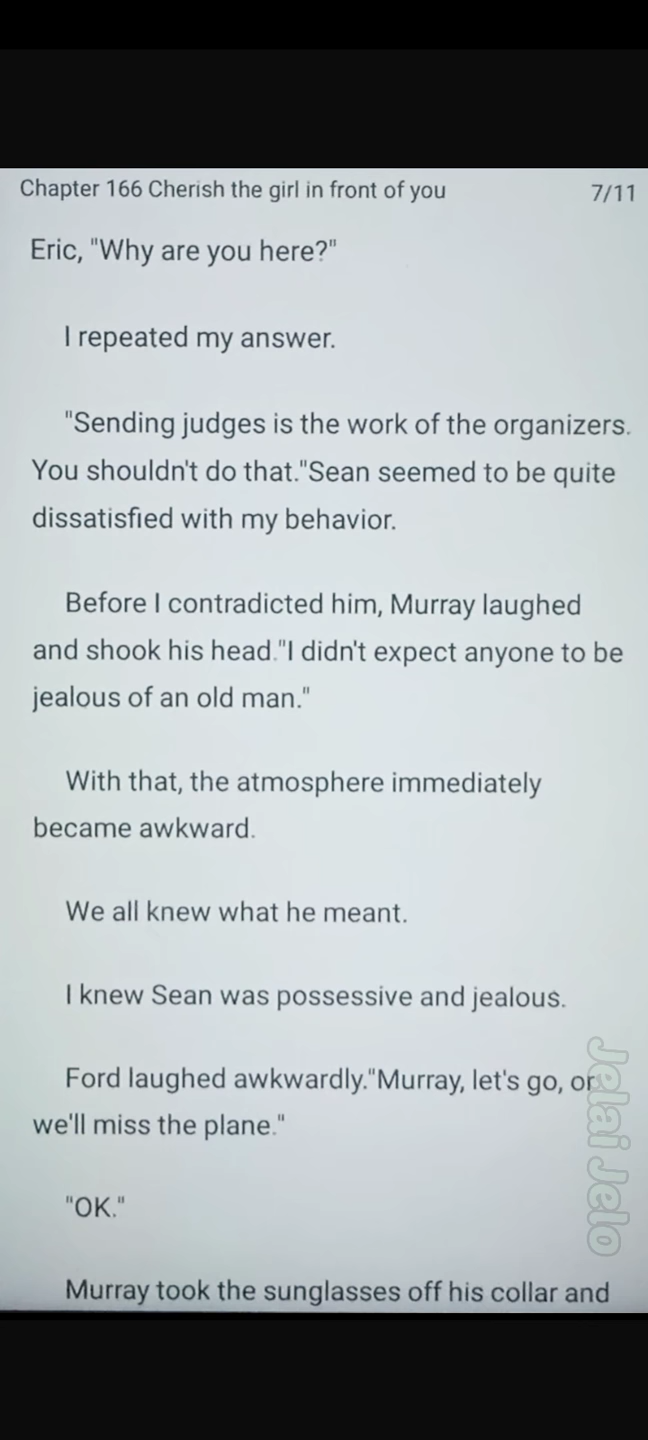 Chapter 166 Cherish the girl in front of you 7/11
Eric, "Why are you here?"
I repeated my answer.
"Sending judges is the work of the organizers.
You shouldn't do that."Sean seemed to be quite
dissatisfied with my behavior.
Before I contradicted him, Murray laughed
and shook his head."I didn't expect anyone to be
jealous of an old man."
With that, the atmosphere immediately
became awkward.
We all knew what he meant.
I knew Sean was possessive and jealous.
Ford laughed awkwardly."Murray, let's go, or
we'll miss the plane."
"OK."
Murray took the sunglasses off his collar and
Jelai Jelo